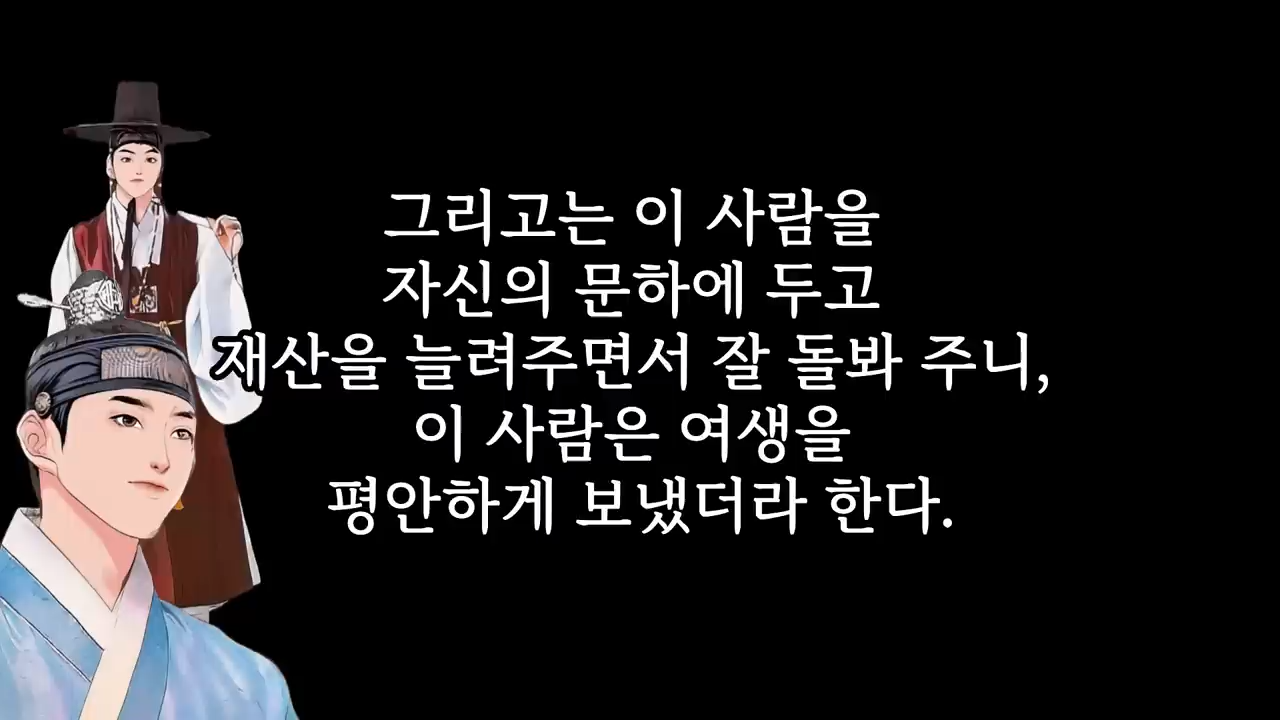 그리고는 이 사람을
자신의 문하에 두고
재산을 늘려주면서 잘 돌봐 주니,
이 사람은 여생을
평안하게 보냈더라 한다.